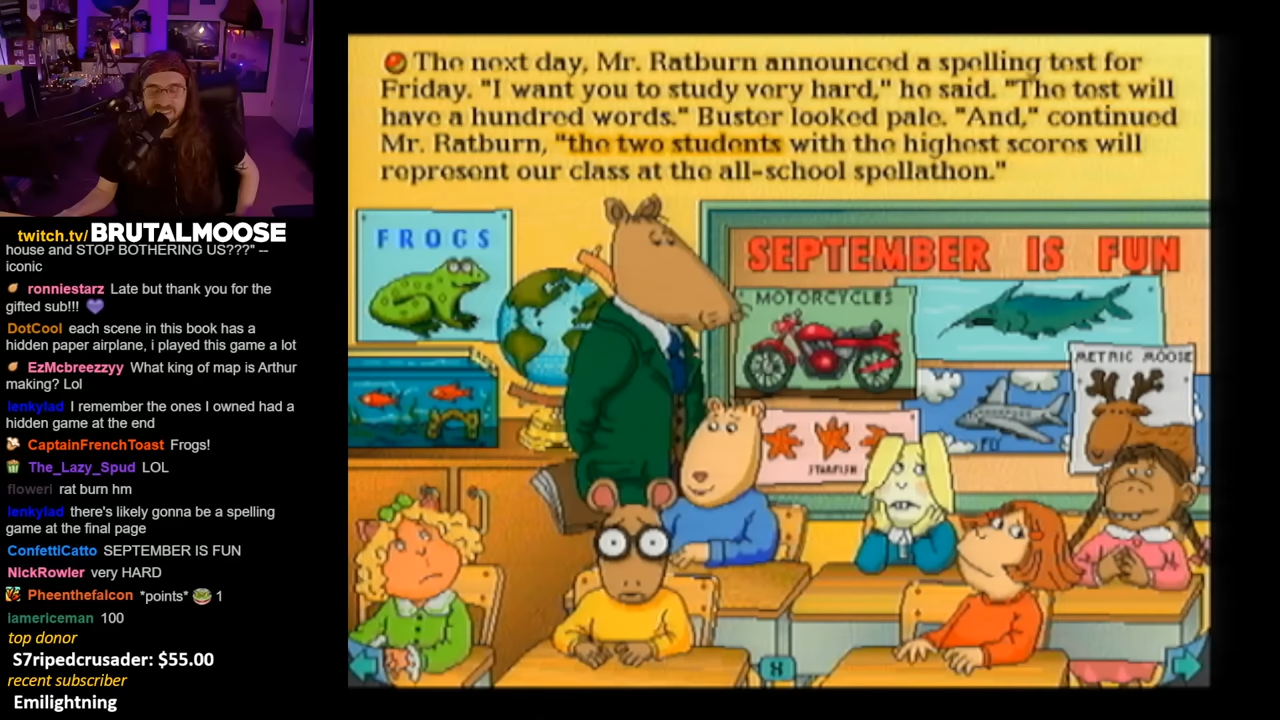 twitch.tv/BRUTALMOOSE
house and STOP BOTHERING US???" --
iconic
ronniestarz Late but thank you for the
gifted sub!!!
DotCool each scene in this book has a
hidden paper airplane, i played this game a lot
EzMcbreezzyy What king of map is Arthur
making? Lol
lenkylad I remember the ones I owned had a
hidden game at the end
CaptainFrenchToast Frogs!
The_Lazy_Spud LOL
floweri rat burn hm
lenkylad there's likely gonna be a spelling
game at the final page
ConfettiCatto SEPTEMBER IS FUN
NickRowler very HARD
Pheenthefalcon *points* 1
lamericeman 100
top donor
S7ripedcrusader: $55.00
recent subscriber
Emilightning
The next day, Mr. Ratburn announced a spelling test for
Friday. "I want you to study very hard," he said. "The test will
have a hundred words." Buster looked pale. "And," continued
Mr. Ratburn, "the two students with the highest scores will
represent our class at the all-school spellathon."
FROGS
SEPTEMBER IS FUN
MOTORCYCLES
METRIC MOOSE
STARFISH
FLY
8